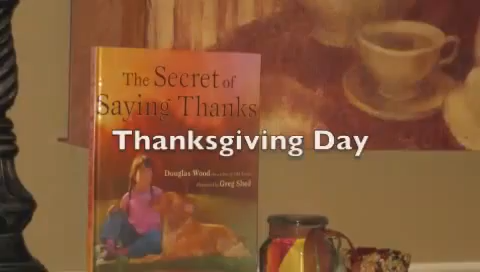 The Secret of
Saying Thanks
Thanksgiving Day
Douglas Wood
Greg Shed